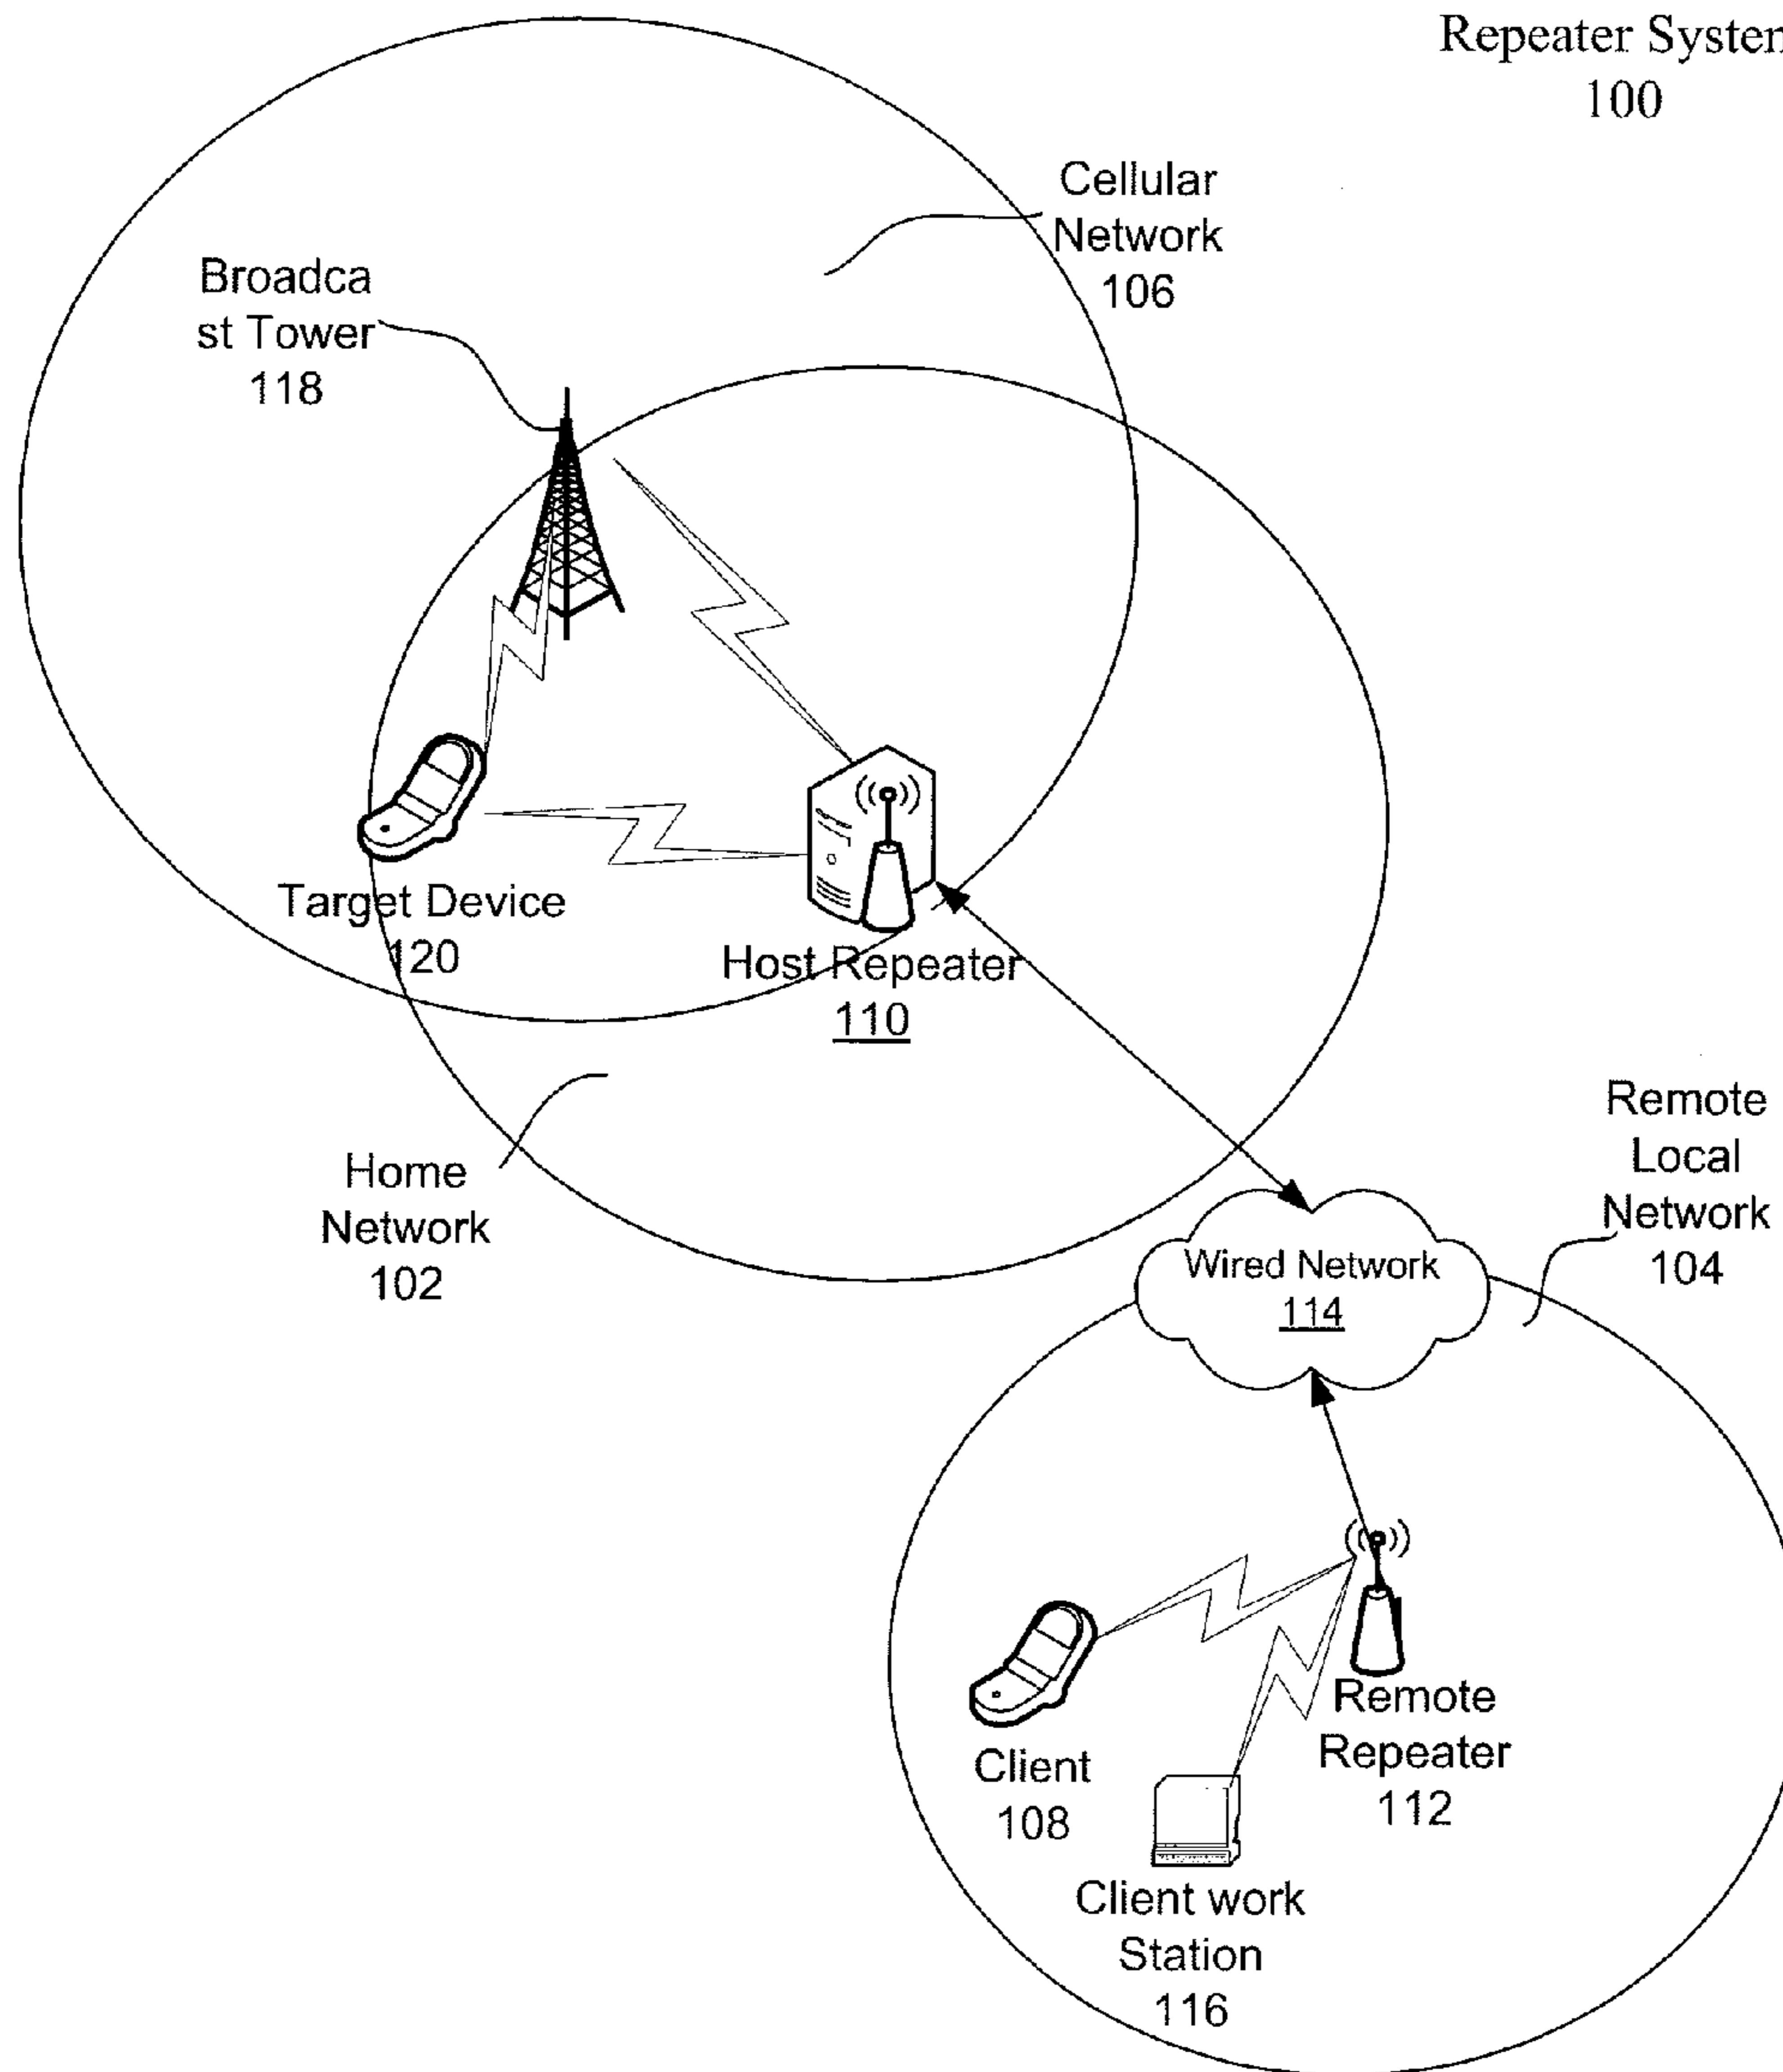 Repeater System
100
Cellular
Network
106
Broadca
st Tower
118
Target Device
120
Host Repeater
110
Home
Network
102
Remote
Local
Network
104
Wired Network
114
Client
108
Remote
Repeater
112
Client work
Station
116